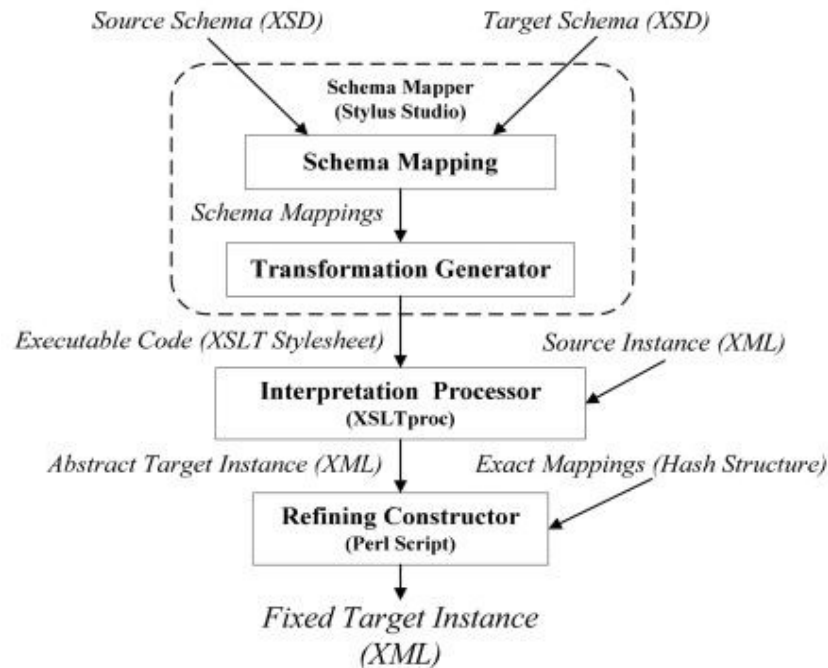 Source Schema (XSD)
Target Schema (XSD)
Schema Mapper
(Stylus Studio)
Schema Mapping
Schema Mappings
Transformation Generator
Executable Code (XSLT Stylesheet)
Source Instance (XML)
Interpretation Processor
(XSLTproc)
Abstract Target Instance (XML)
Exact Mappings (Hash Structure)
Refining Constructor
(Perl Script)
Fixed Target Instance
(XML)